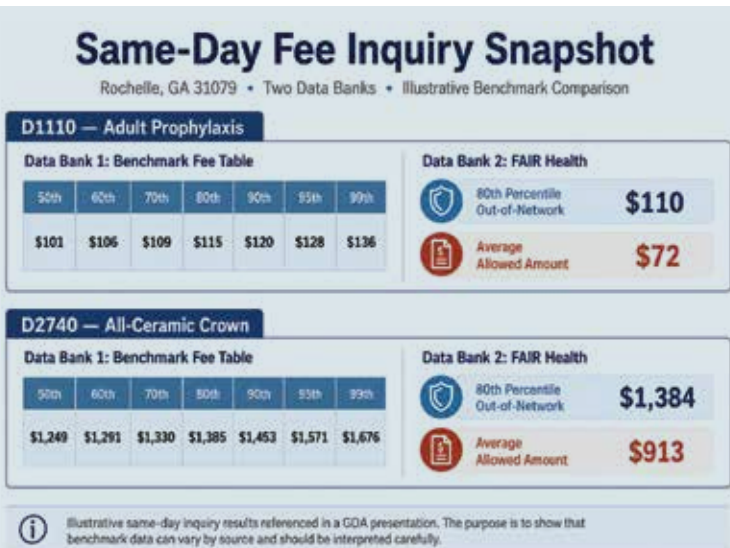 Same-Day Fee Inquiry Snapshot
Rochelle, GA 31079 • Two Data Banks • Illustrative Benchmark Comparison
D1110 — Adult Prophylaxis
Data Bank 1: Benchmark Fee Table
50th 60th 70th 80th 90th 95th 99th
$101 $106 $109 $115 $120 $128 $136
Data Bank 2: FAIR Health
80th Percentile
Out-of-Network
$110
Average
Allowed Amount
$72
D2740 — All-Ceramic Crown
Data Bank 1: Benchmark Fee Table
50th 60th 70th 80th 90th 95th 99th
$1,249 $1,291 $1,330 $1,385 $1,453 $1,571 $1,676
Data Bank 2: FAIR Health
80th Percentile
Out-of-Network
$1,384
Average
Allowed Amount
$913
Illustrative same-day inquiry results referenced in a GDA presentation. The purpose is to show that
benchmark data can vary by source and should be interpreted carefully.